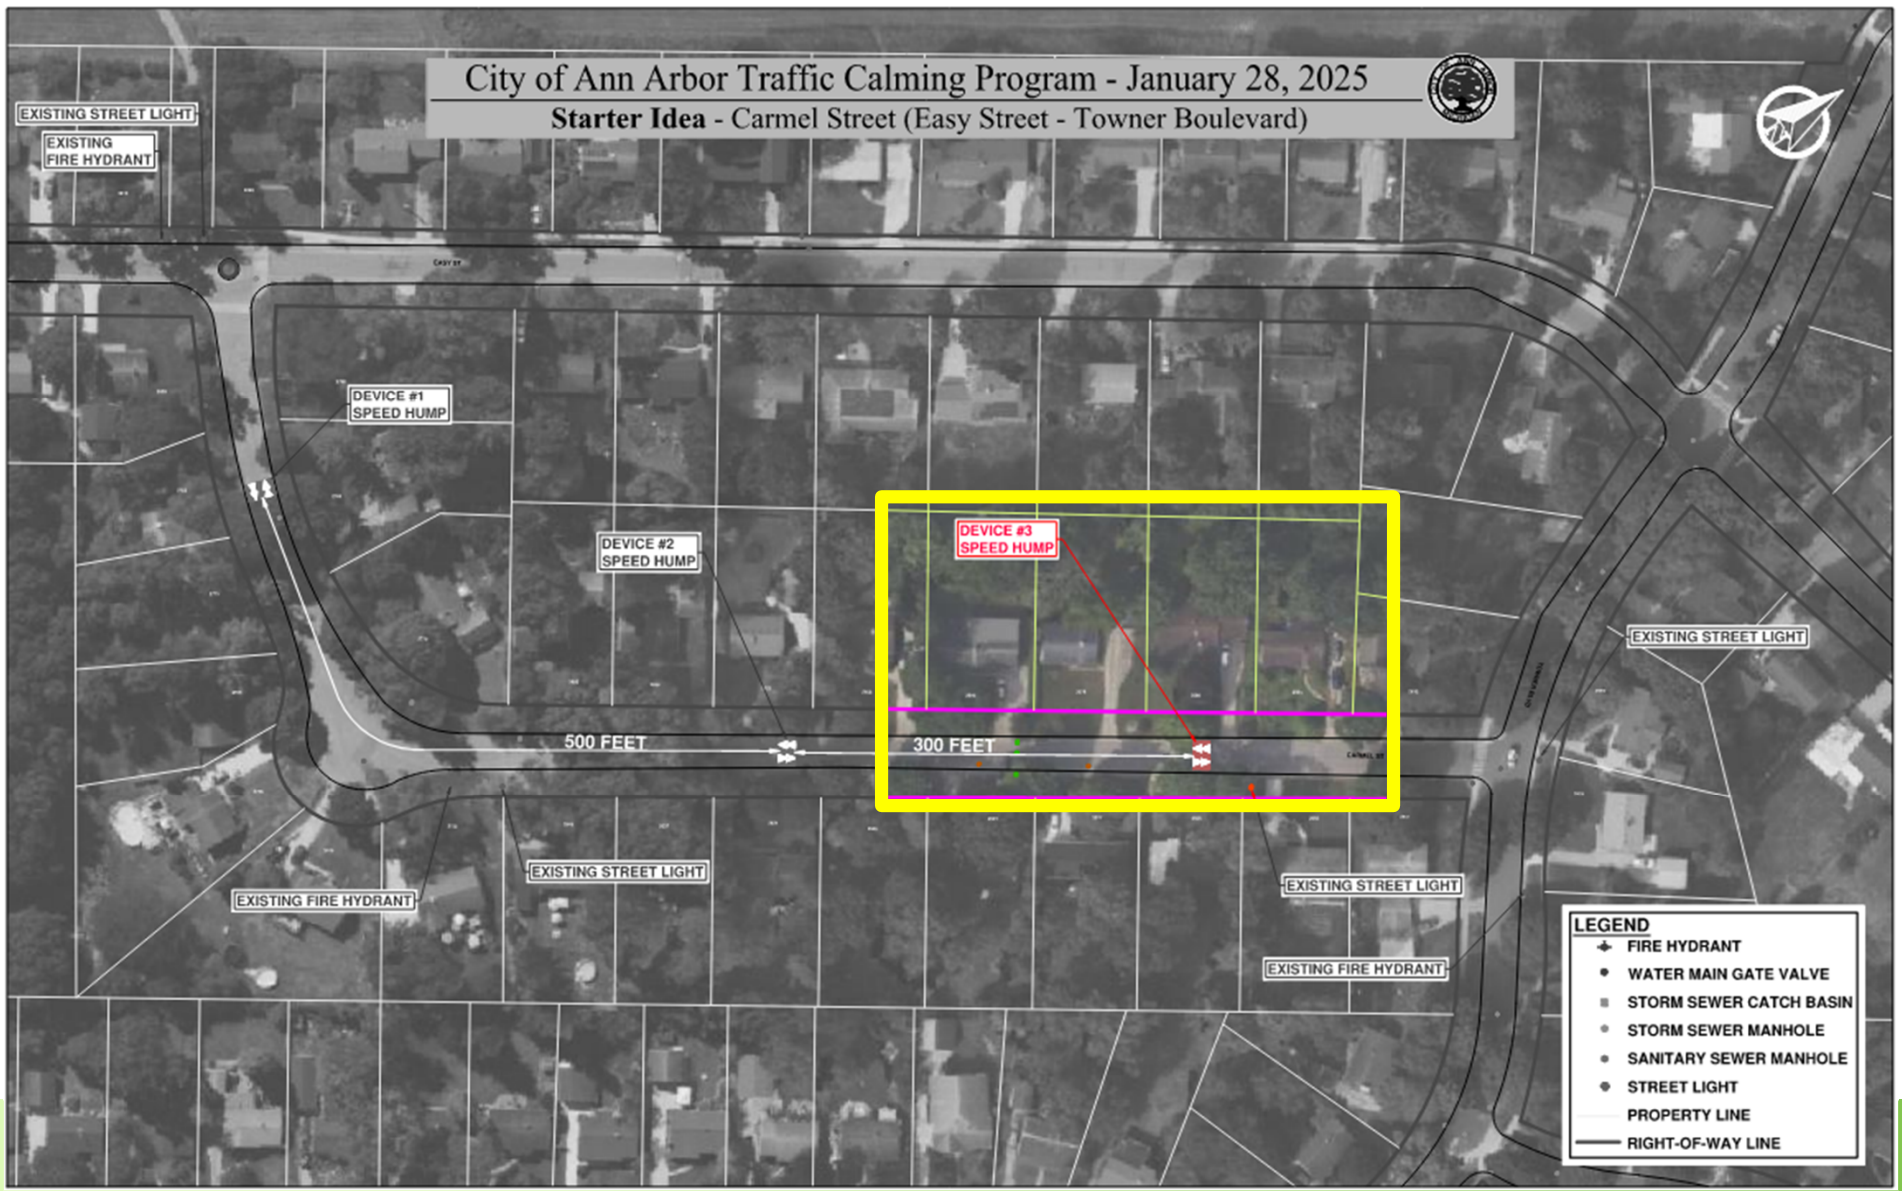 City of Ann Arbor Traffic Calming Program - January 28, 2025
Starter Idea - Carmel Street (Easy Street - Towner Boulevard)
EXISTING STREET LIGHT
EXISTING
FIRE HYDRANT
EASY ST
DEVICE #1
SPEED HUMP
DEVICE #2
SPEED HUMP
DEVICE #3
SPEED HUMP
EXISTING STREET LIGHT
500 FEET
300 FEET
CARMEL ST
EXISTING STREET LIGHT
EXISTING FIRE HYDRANT
EXISTING STREET LIGHT
EXISTING FIRE HYDRANT
LEGEND
FIRE HYDRANT
WATER MAIN GATE VALVE
STORM SEWER CATCH BASIN
STORM SEWER MANHOLE
SANITARY SEWER MANHOLE
STREET LIGHT
PROPERTY LINE
RIGHT-OF-WAY LINE